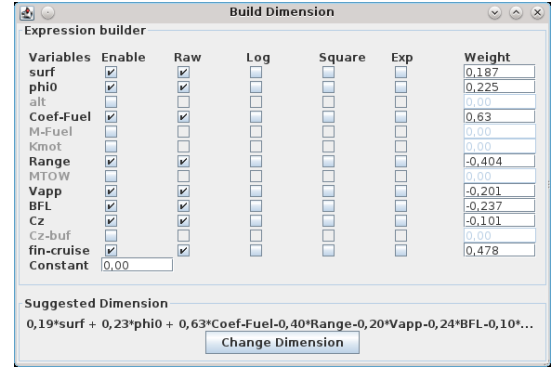 Build Dimension
Expression builder
Variables Enable Raw Log Square Exp Weight
surf 0,187
phi0 0,225
alt 0,00
Coef-Fuel 0,63
M-Fuel 0,00
Kmot 0,00
Range -0,404
MTOW 0,00
Vapp -0,201
BFL -0,237
Cz -0,101
Cz-buf 0,00
fin-cruise 0,478
Constant 0,00
Suggested Dimension
0,19*surf + 0,23*phi0 + 0,63*Coef-Fuel-0,40*Range-0,20*Vapp-0,24*BFL-0,10*...
Change Dimension